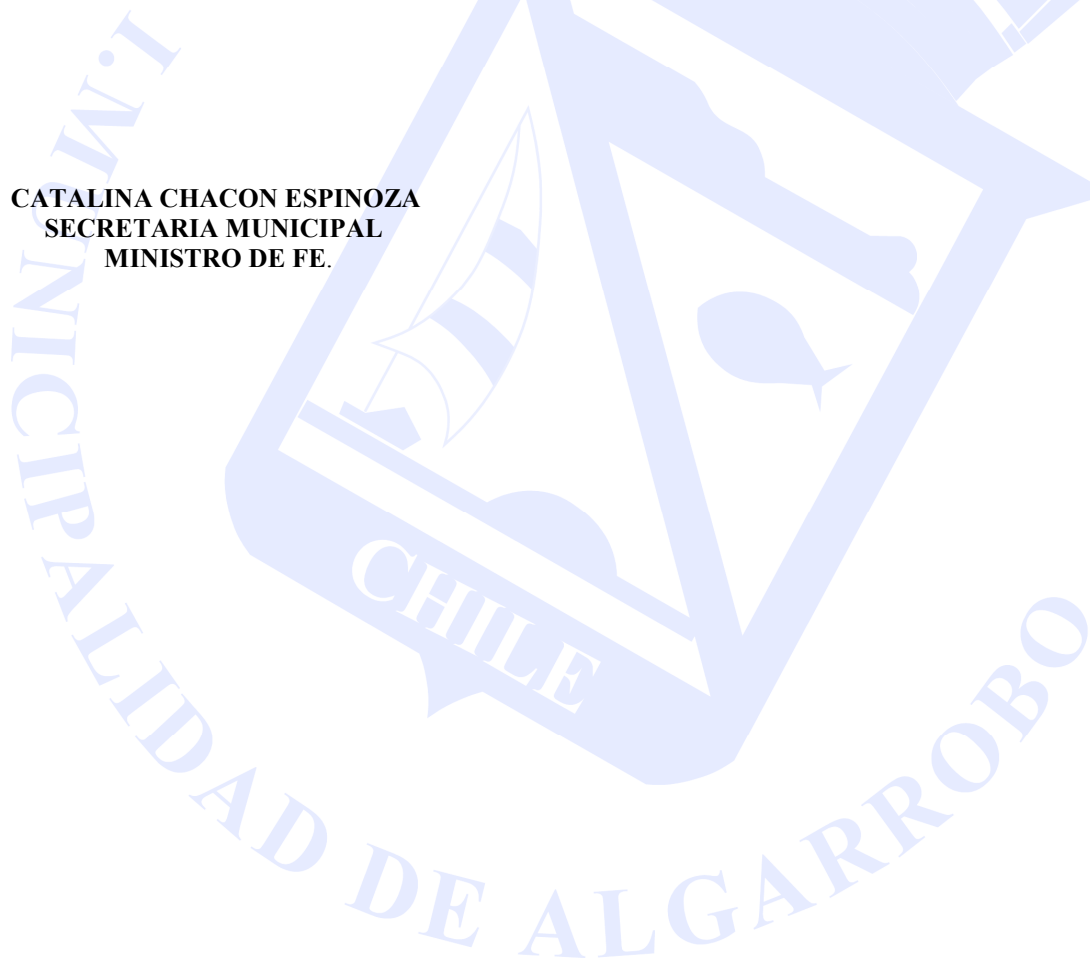 CATALINA CHACON ESPINOZA
SECRETARIA MUNICIPAL
MINISTRO DE FE.
I. MUNICIPALIDAD DE ALGARROBO
CHILE